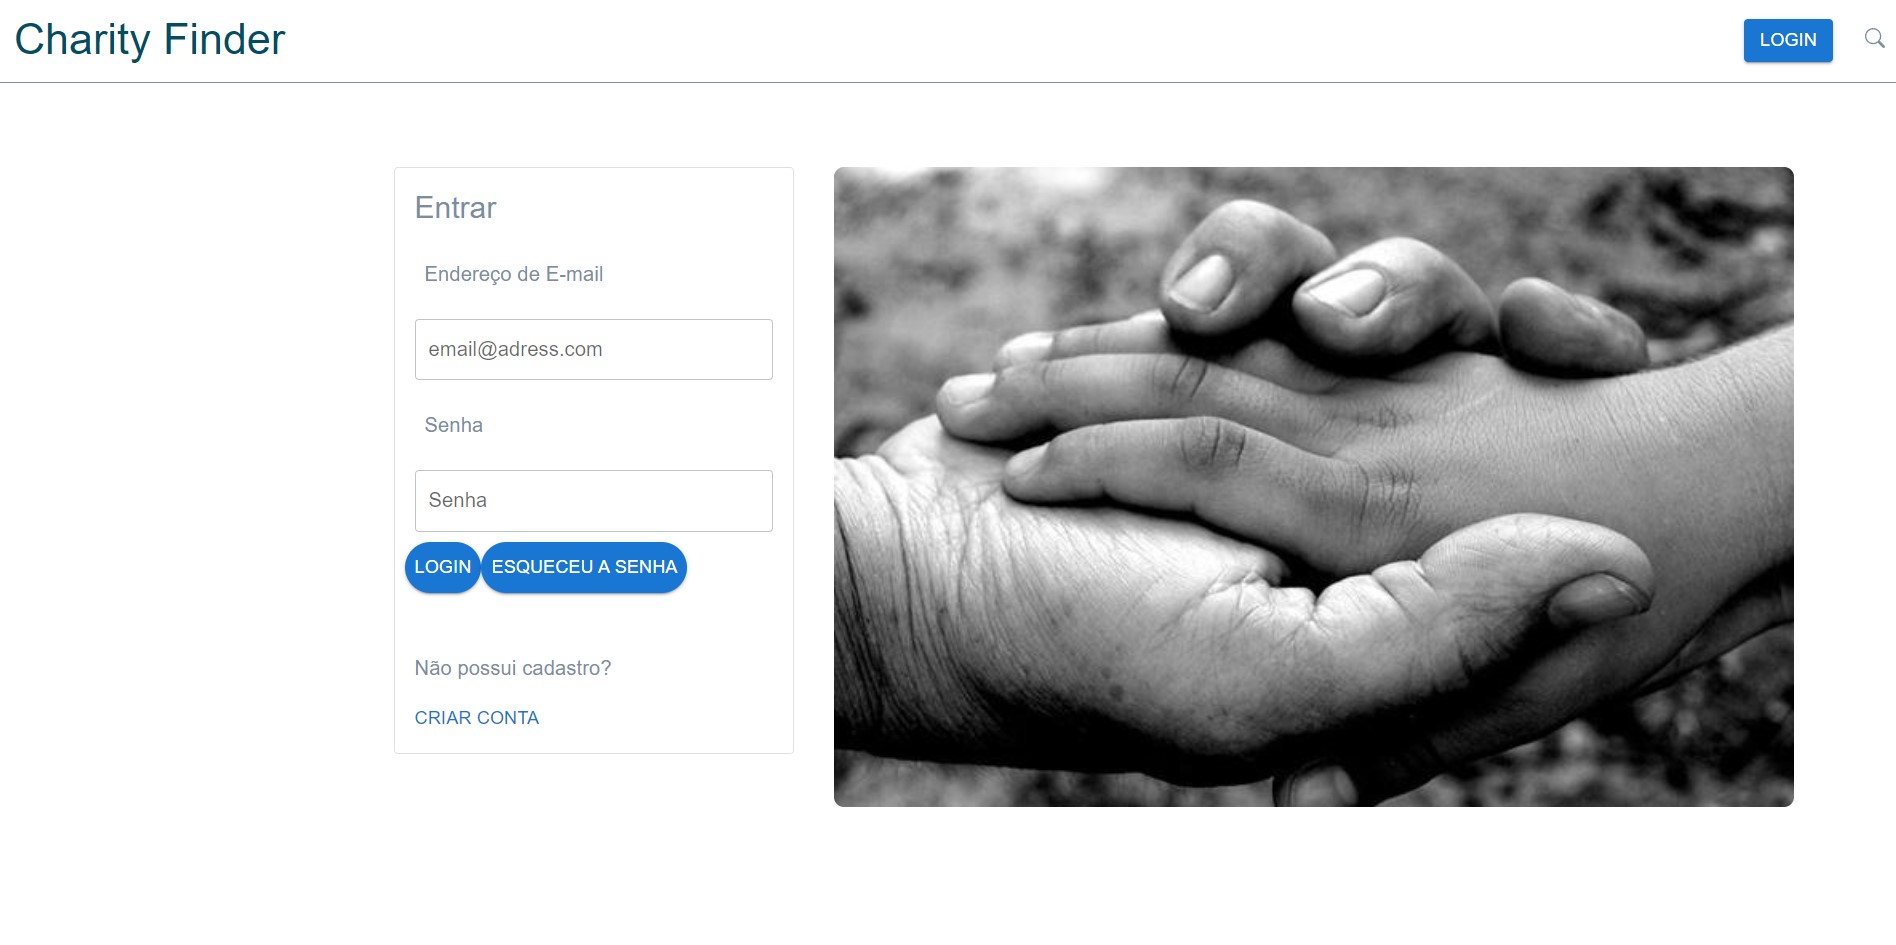 Charity Finder
LOGIN
Entrar
Endereço de E-mail
email@adress.com
Senha
Senha
LOGIN ESQUECEU A SENHA
Não possui cadastro?
CRIAR CONTA